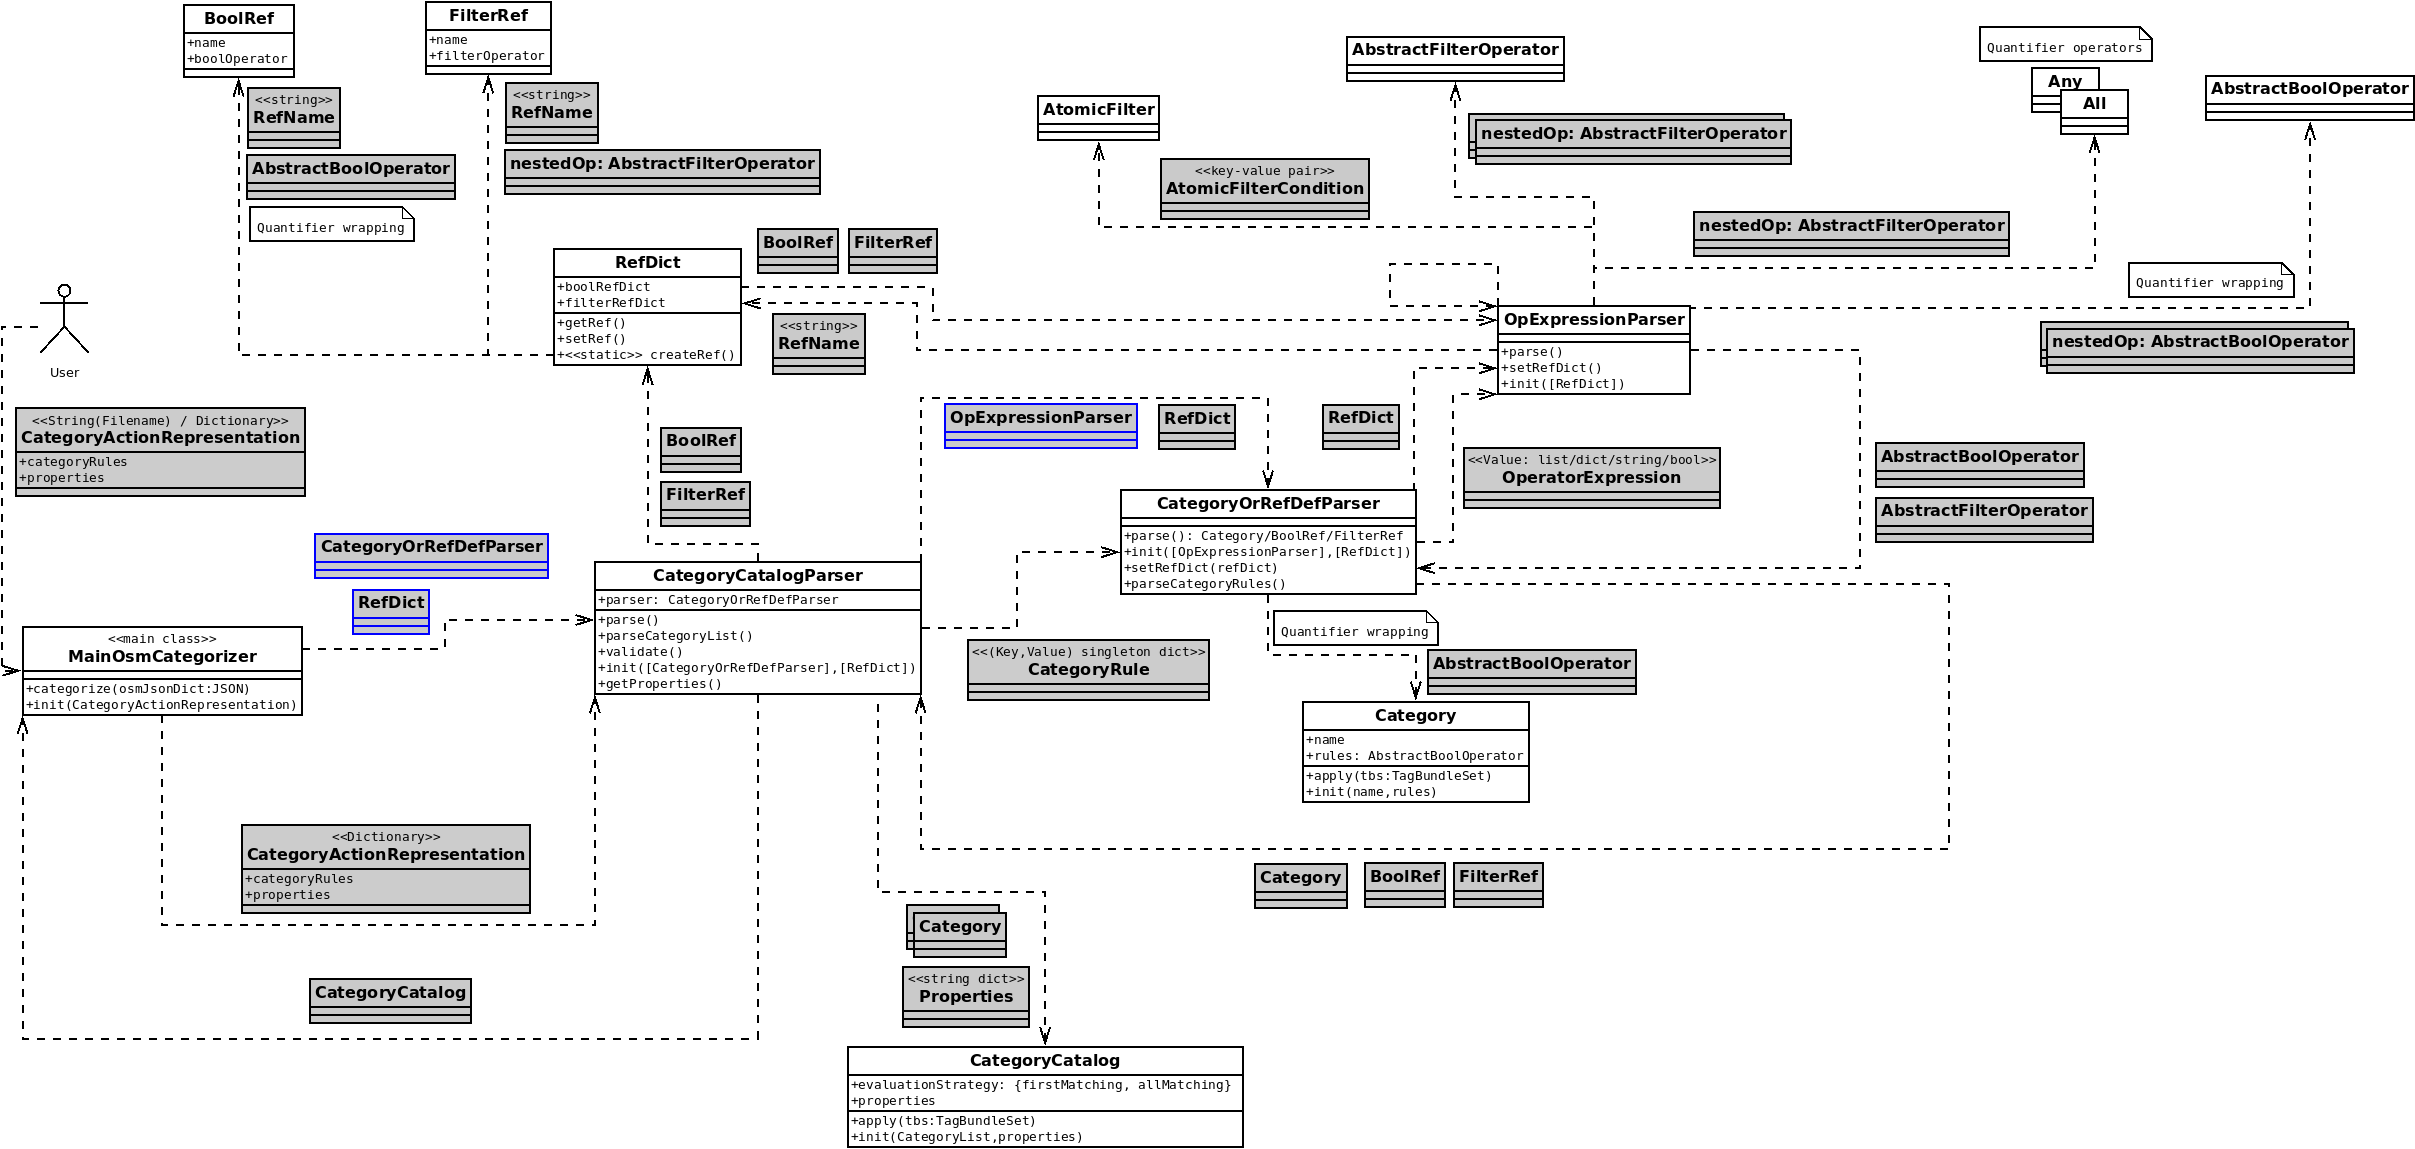 BoolRef
+name
+boolOperator
FilterRef
+name
+filterOperator
<<string>>
RefName
AbstractBoolOperator
Quantifier wrapping
<<string>>
RefName
nestedOp: AbstractFilterOperator
AtomicFilter
AbstractFilterOperator
<<key-value pair>>
AtomicFilterCondition
nestedOp: AbstractFilterOperator
Quantifier operators
Any
All
AbstractBoolOperator
nestedOp: AbstractFilterOperator
Quantifier wrapping
nestedOp: AbstractBoolOperator
RefDict
+boolRefDict
+filterRefDict
+getRef()
+setRef()
+<<static>> createRef()
BoolRef
FilterRef
<<string>>
RefName
OpExpressionParser
+parse()
+setRefDict()
+init([RefDict])
User
<<String(Filename) / Dictionary>>
CategoryActionRepresentation
+categoryRules
+properties
BoolRef
FilterRef
OpExpressionParser
RefDict
RefDict
<<Value: list/dict/string/bool>>
OperatorExpression
AbstractBoolOperator
AbstractFilterOperator
CategoryOrRefDefParser
+parse(): Category/BoolRef/FilterRef
+init([OpExpressionParser],[RefDict])
+setRefDict(refDict)
+parseCategoryRules()
CategoryOrRefDefParser
RefDict
CategoryCatalogParser
+parser: CategoryOrRefDefParser
+parse()
+parseCategoryList()
+validate()
+init([CategoryOrRefDefParser],[RefDict])
+getProperties()
<<main class>>
MainOsmCategorizer
+categorize(osmJsonDict:JSON)
+init(CategoryActionRepresentation)
<<(Key,Value) singleton dict>>
CategoryRule
Quantifier wrapping
AbstractBoolOperator
Category
+name
+rules: AbstractBoolOperator
+apply(tbs:TagBundleSet)
+init(name,rules)
<<Dictionary>>
CategoryActionRepresentation
+categoryRules
+properties
Category
BoolRef
FilterRef
Category
<<string dict>>
Properties
CategoryCatalog
CategoryCatalog
+evaluationStrategy: {firstMatching, allMatching}
+properties
+apply(tbs:TagBundleSet)
+init(CategoryList,properties)